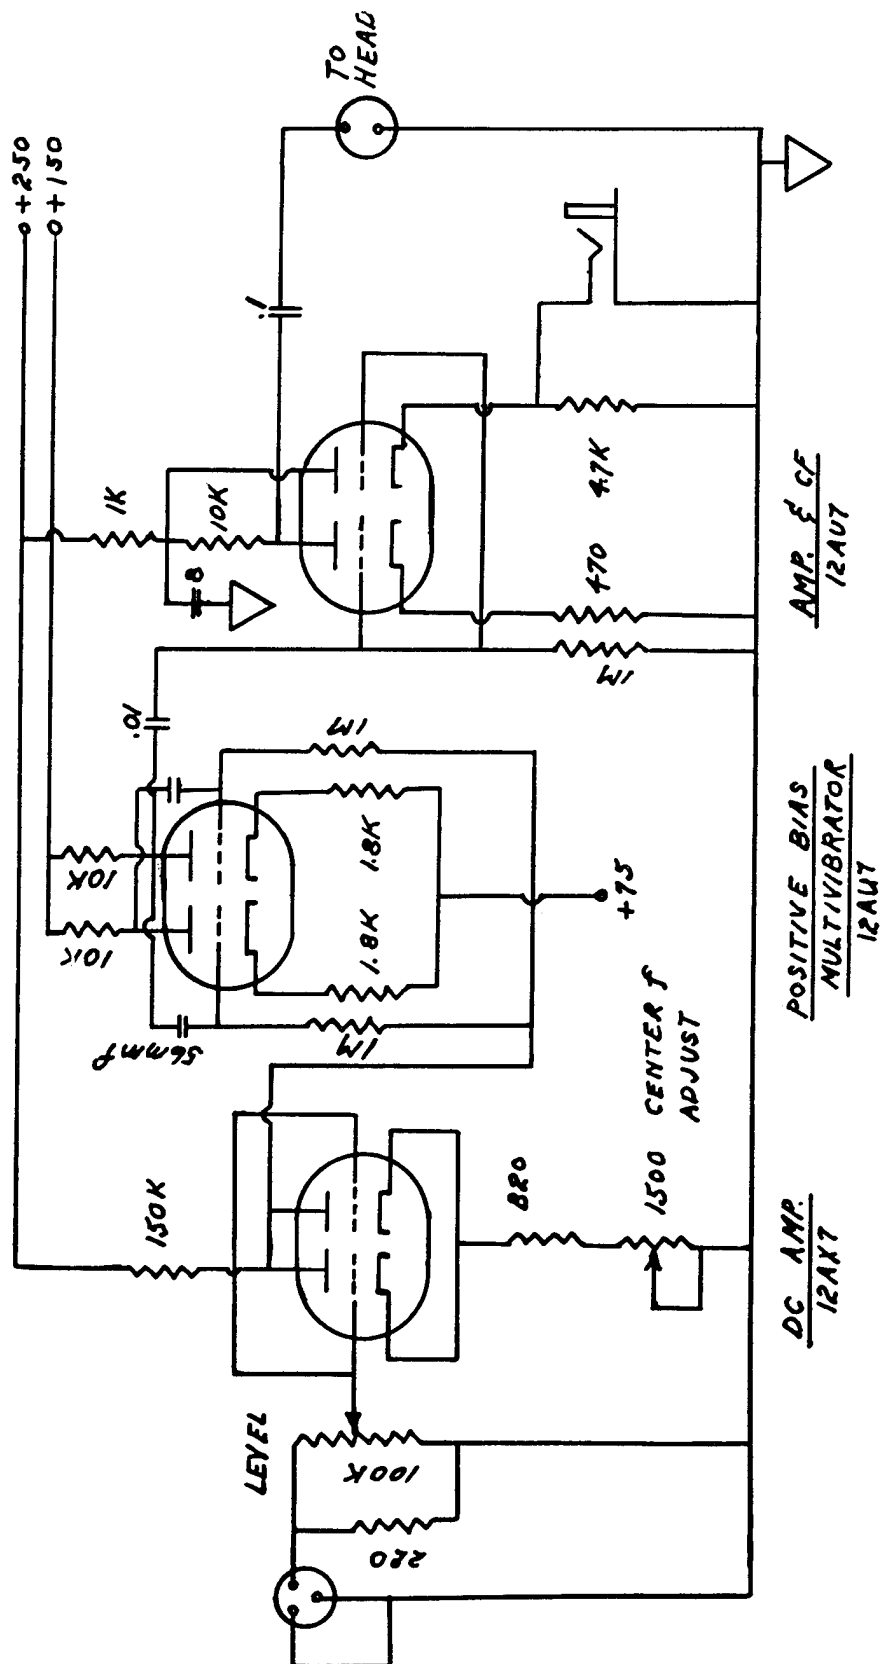 220
LEVEL
100K
150K
820
1500 CENTER f
ADJUST
DC AMP.
12AX7
56mmf
1M
10K
10K
1.8K
1.8K
1M
+75
.01
POSITIVE BIAS
MULTIVIBRATOR
12AU7
8
1K
10K
1M
470
4.7K
.1
AMP. & CF
12AU7
+250
+150
TO
HEAD